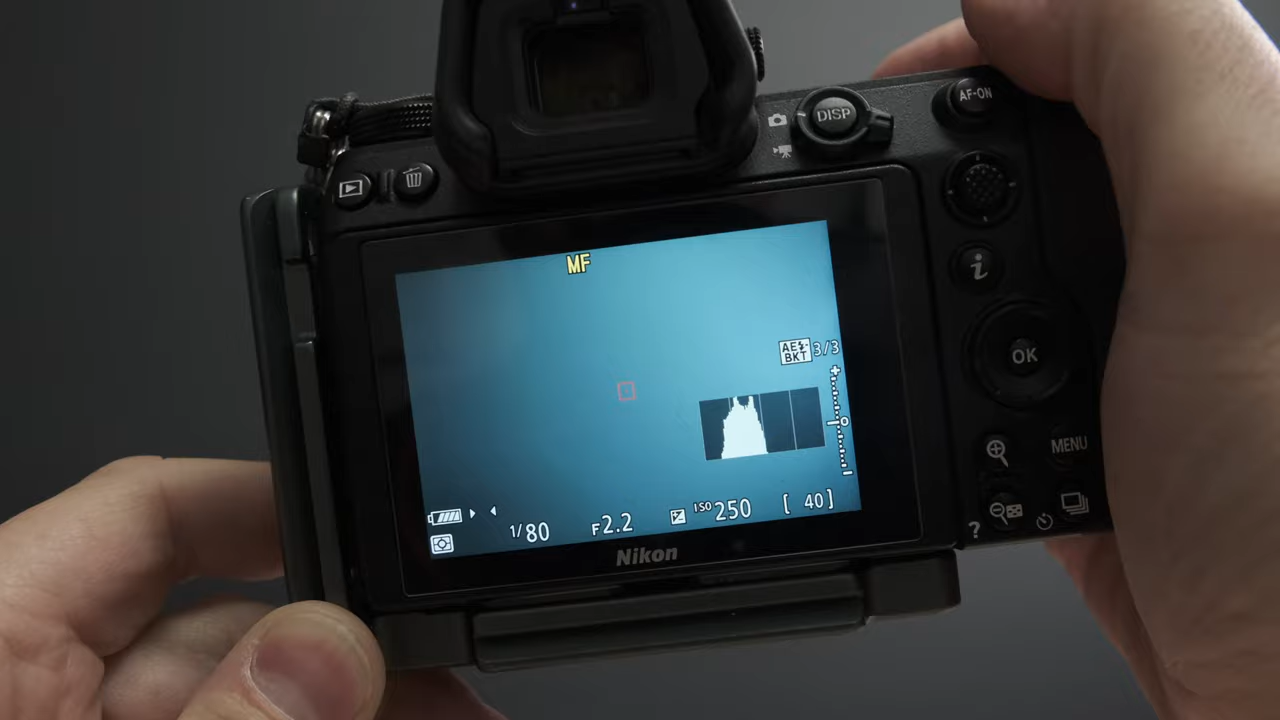 AF-ON
DISP
MF
i
AE BKT 3/3
+
OK
-
MENU
1/80 F2.2 ISO 250 [ 40]
?
Nikon